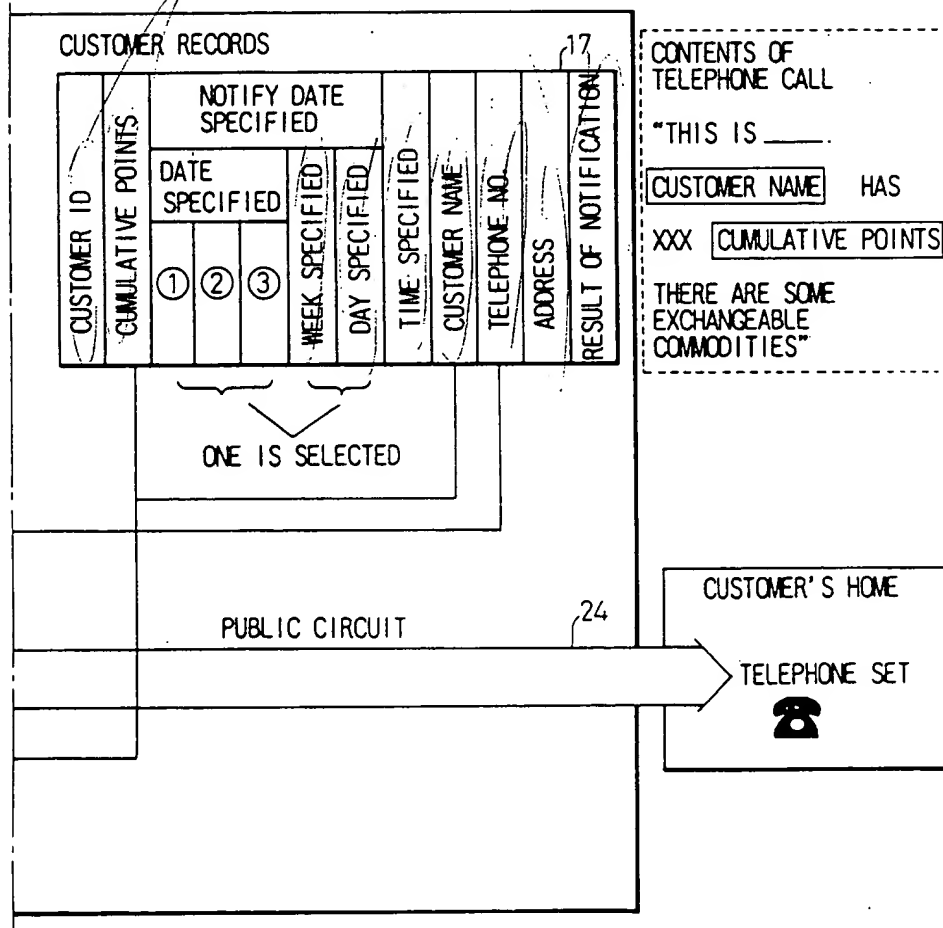 CUSTOMER RECORDS
17
CUSTOMER ID
CUMULATIVE POINTS
NOTIFY DATE
SPECIFIED
DATE
SPECIFIED
① ② ③
WEEK SPECIFIED
DAY SPECIFIED
TIME SPECIFIED
CUSTOMER NAME
TELEPHONE NO.
ADDRESS
RESULT OF NOTIFICATION
ONE IS SELECTED
CONTENTS OF
TELEPHONE CALL
"THIS IS ____.
CUSTOMER NAME HAS
XXX CUMULATIVE POINTS
THERE ARE SOME
EXCHANGEABLE
COMMODITIES"
PUBLIC CIRCUIT
24
CUSTOMER'S HOME
TELEPHONE SET